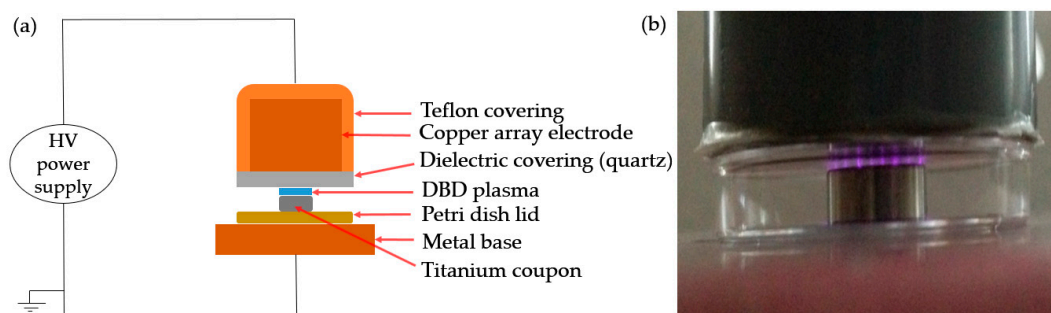 (a)
HV
power
supply
Teflon covering
Copper array electrode
Dielectric covering (quartz)
DBD plasma
Petri dish lid
Metal base
Titanium coupon
(b)